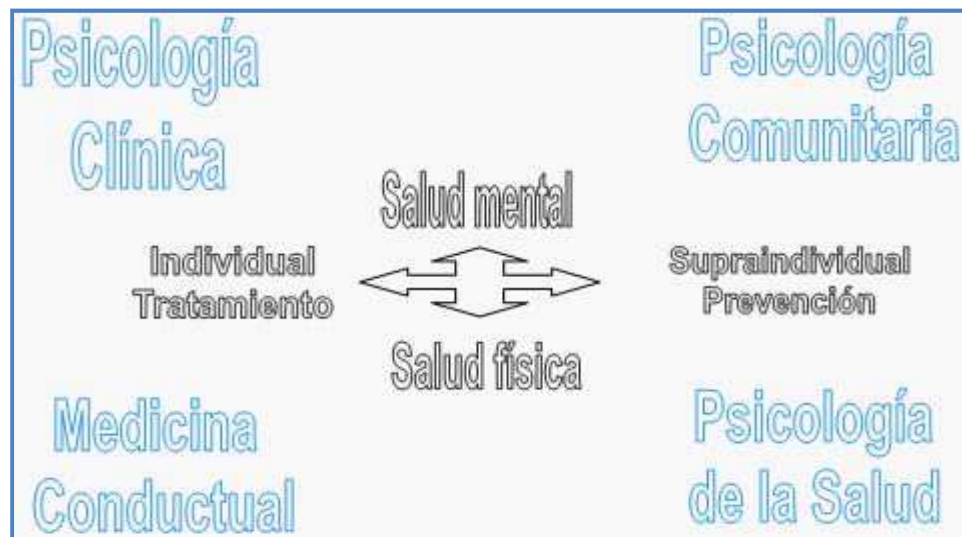 Psicología
Clínica
Psicología
Comunitaria
Salud mental
Individual
Tratamiento
Supraindividual
Prevención
Salud física
Medicina
Conductual
Psicología
de la Salud